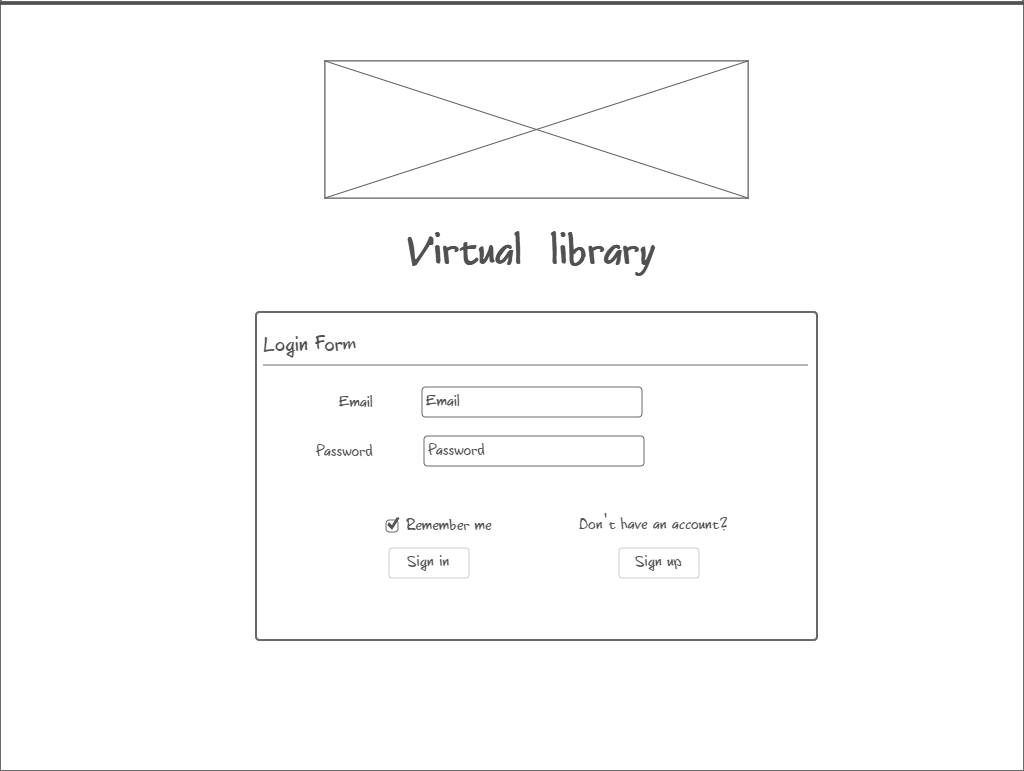 Virtual library
Login Form
Email Email
Password Password
Remember me Don't have an account?
Sign in Sign up